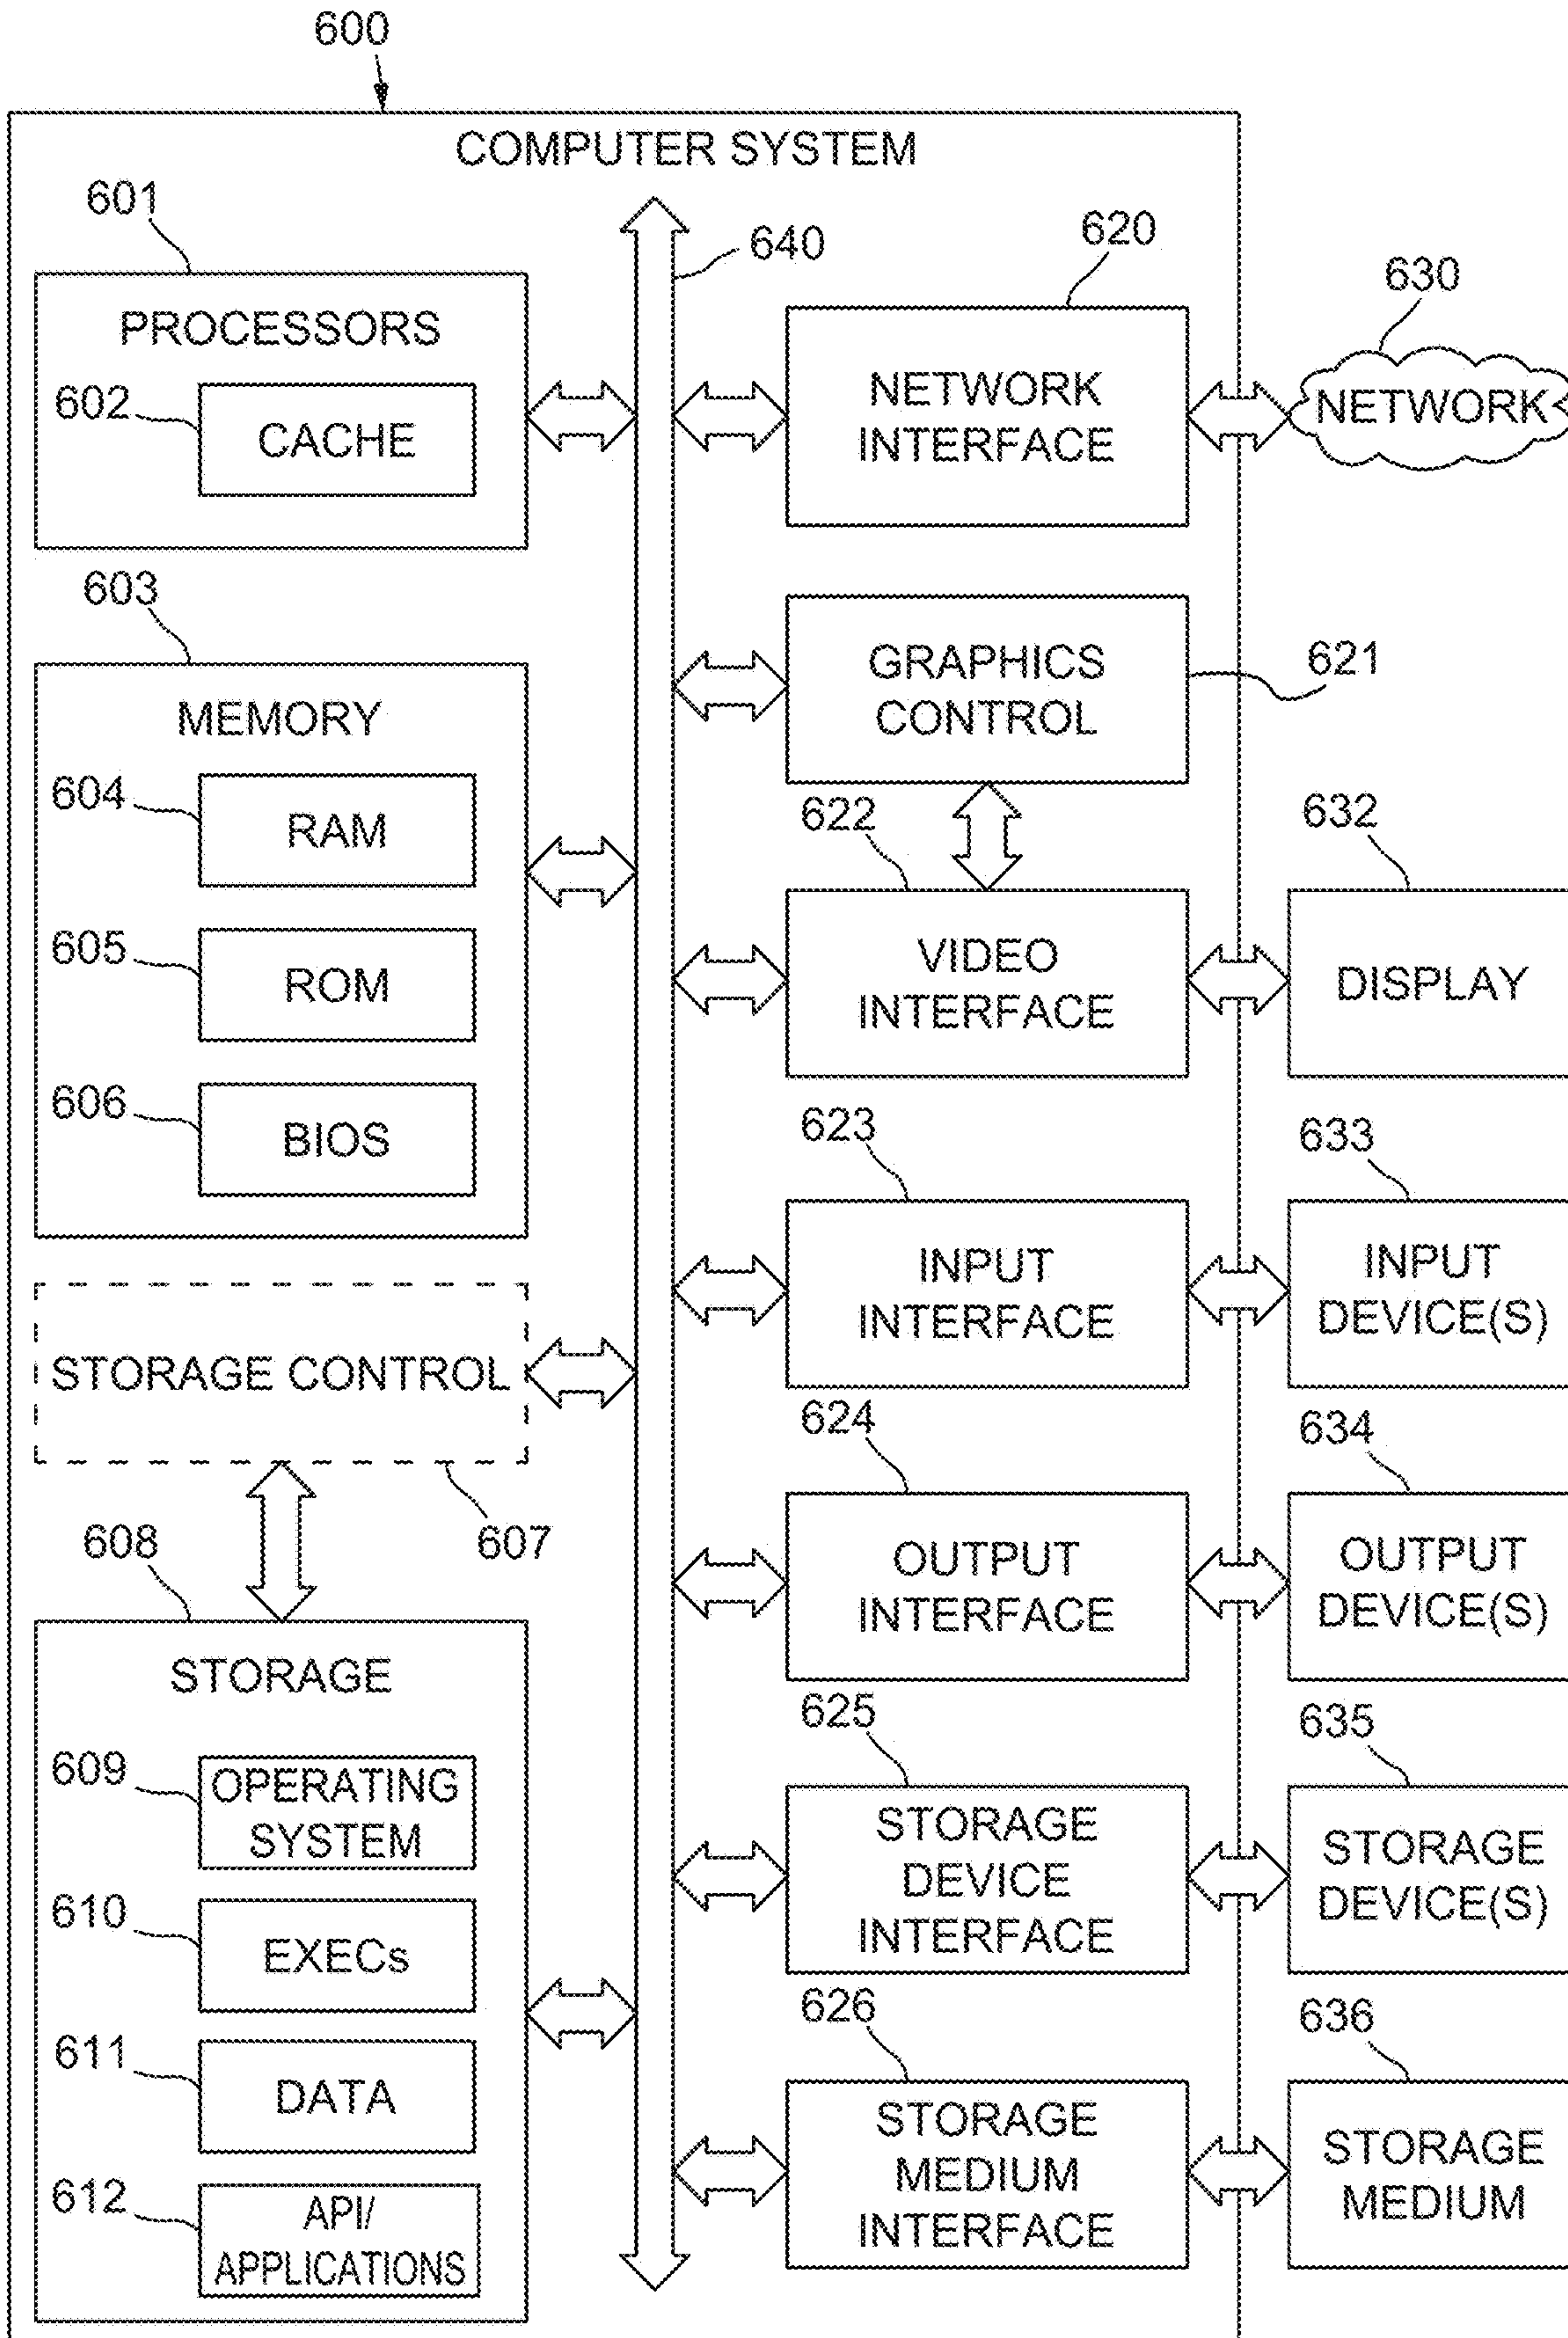 600
COMPUTER SYSTEM
601
PROCESSORS
602
CACHE
603
MEMORY
604
RAM
605
ROM
606
BIOS
STORAGE CONTROL
607
608
STORAGE
609
OPERATING
SYSTEM
610
EXECs
611
DATA
612
API/
APPLICATIONS
640
620
NETWORK
INTERFACE
630
NETWORK
GRAPHICS
CONTROL
621
622
VIDEO
INTERFACE
632
DISPLAY
623
INPUT
INTERFACE
633
INPUT
DEVICE(S)
624
OUTPUT
INTERFACE
634
OUTPUT
DEVICE(S)
625
STORAGE
DEVICE
INTERFACE
635
STORAGE
DEVICE(S)
626
STORAGE
MEDIUM
INTERFACE
636
STORAGE
MEDIUM